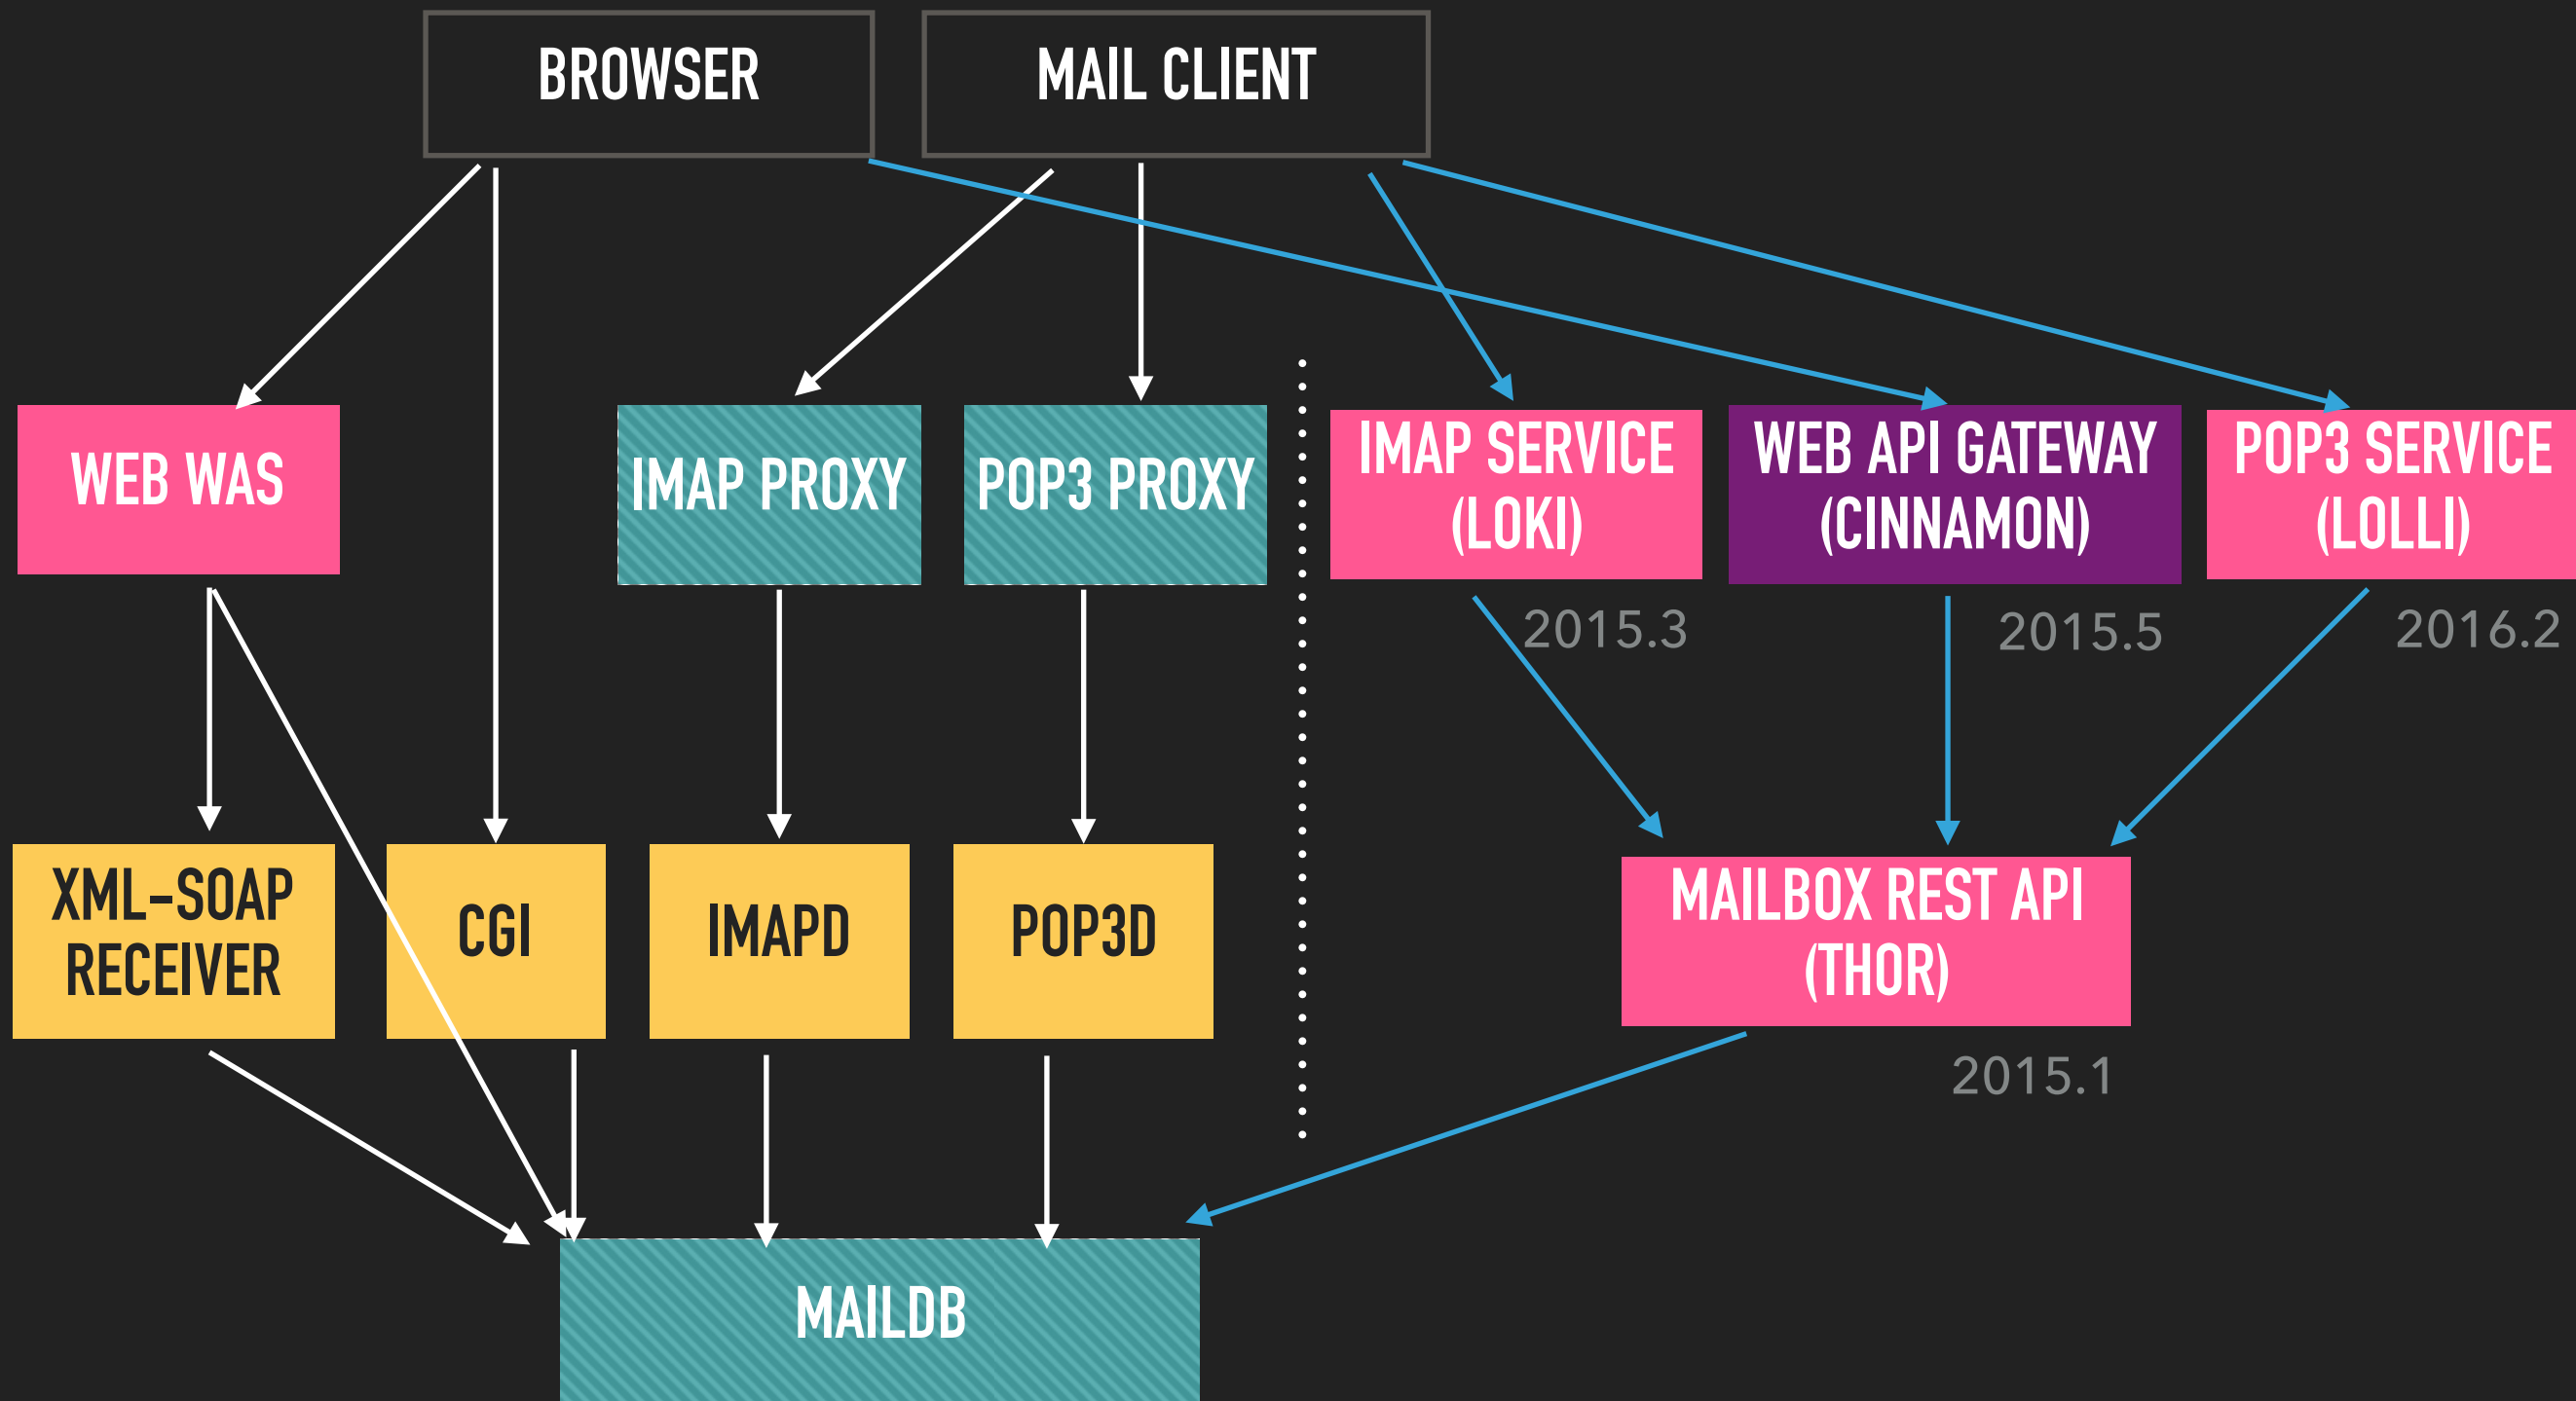 BROWSER
MAIL CLIENT
WEB WAS
IMAP PROXY
POP3 PROXY
IMAP SERVICE
(LOKI)
WEB API GATEWAY
(CINNAMON)
POP3 SERVICE
(LOLLI)
2015.3
2015.5
2016.2
XML-SOAP
RECEIVER
CGI
IMAPD
POP3D
MAILBOX REST API
(THOR)
2015.1
MAILDB